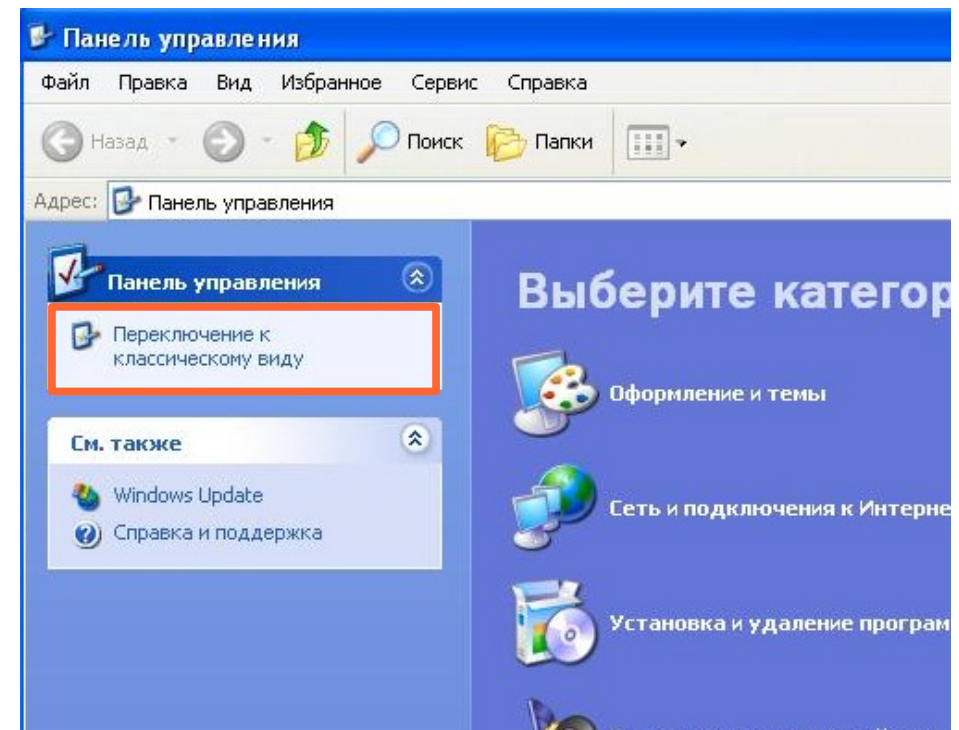 Панель управления
Файл Правка Вид Избранное Сервис Справка
Назад Поиск Папки
Адрес: Панель управления
Панель управления
Переключение к
классическому виду
См. также
Windows Update
Справка и поддержка
Выберите категор
Оформление и темы
Сеть и подключения к Интерне
Установка и удаление програм